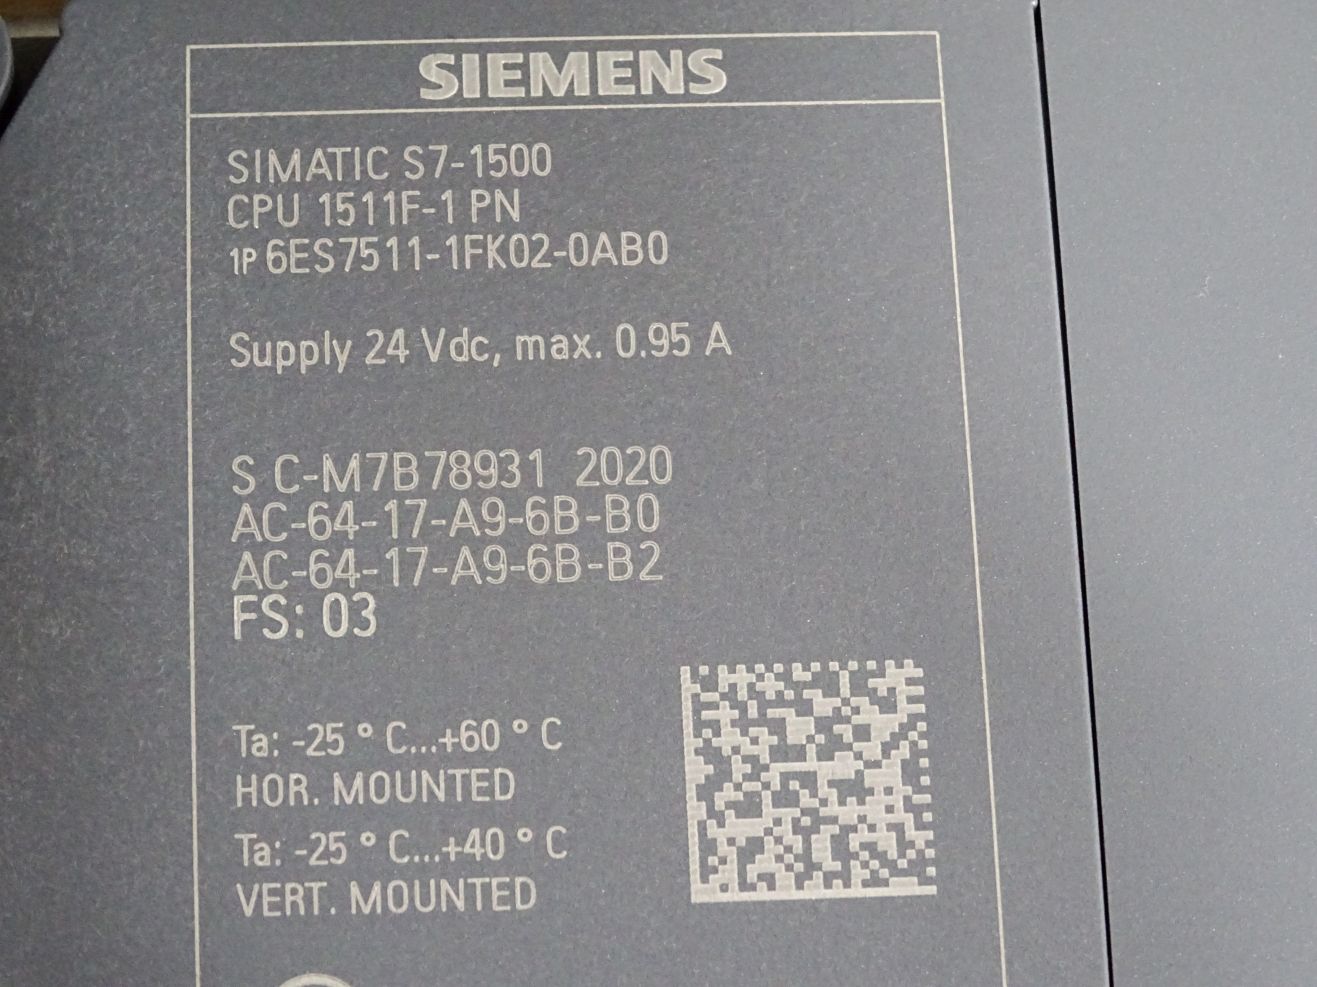 SIEMENS
SIMATIC S7-1500
CPU 1511F-1 PN
1P 6ES7511-1FK02-0AB0
Supply 24 Vdc, max. 0.95 A
S C-M7B78931 2020
AC-64-17-A9-6B-B0
AC-64-17-A9-6B-B2
FS: 03
Ta: -25 ° C...+60 ° C
HOR. MOUNTED
Ta: -25 ° C...+40 ° C
VERT. MOUNTED